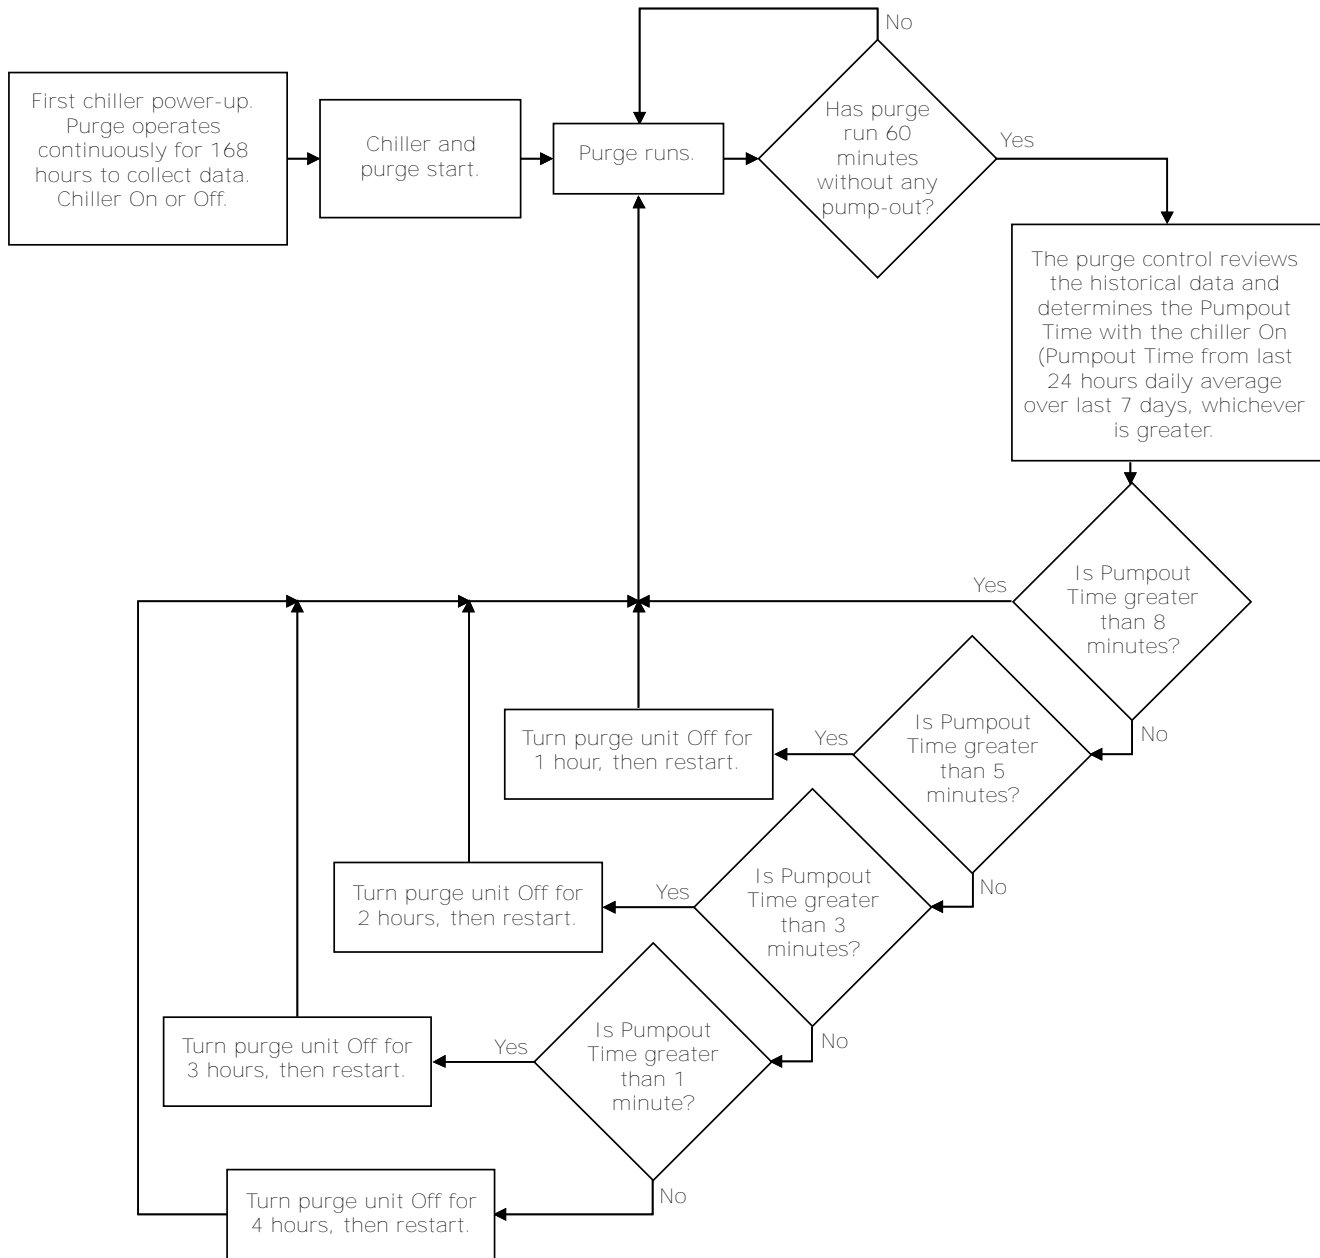 No
First chiller power-up.
Purge operates
continuously for 168
hours to collect data.
Chiller On or Off.
Chiller and
purge start.
Purge runs.
Has purge
run 60
minutes
without any
pump-out?
Yes
The purge control reviews
the historical data and
determines the Pumpout
Time with the chiller On
(Pumpout Time from last
24 hours daily average
over last 7 days, whichever
is greater.
Is Pumpout
Time greater
than 8
minutes?
Yes
No
Is Pumpout
Time greater
than 5
minutes?
Yes
Turn purge unit Off for
1 hour, then restart.
No
Is Pumpout
Time greater
than 3
minutes?
Yes
Turn purge unit Off for
2 hours, then restart.
No
Is Pumpout
Time greater
than 1
minute?
Yes
Turn purge unit Off for
3 hours, then restart.
No
Turn purge unit Off for
4 hours, then restart.